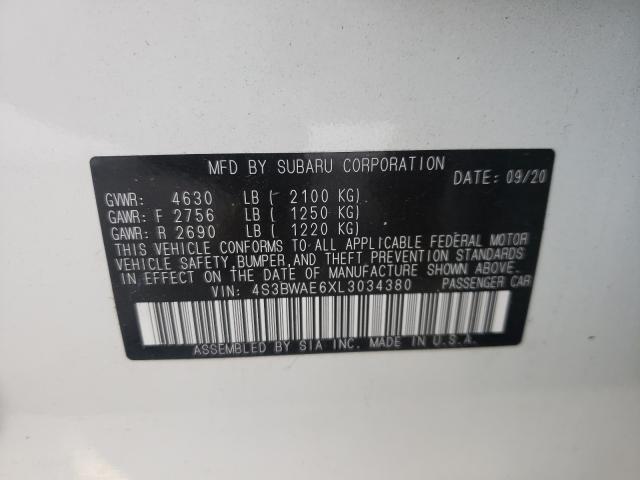 MFD BY SUBARU CORPORATION
DATE: 09/20
GVWR: 4630 LB ( 2100 KG)
GAWR: F 2756 LB ( 1250 KG)
GAWR: R 2690 LB ( 1220 KG)
THIS VEHICLE CONFORMS TO ALL APPLICABLE FEDERAL MOTOR
VEHICLE SAFETY, BUMPER, AND THEFT PREVENTION STANDARDS
IN EFFECT ON THE DATE OF MANUFACTURE SHOWN ABOVE.
VIN: 4S3BWAE6XL3034380 PASSENGER CAR
ASSEMBLED BY SIA INC. MADE IN U.S.A.